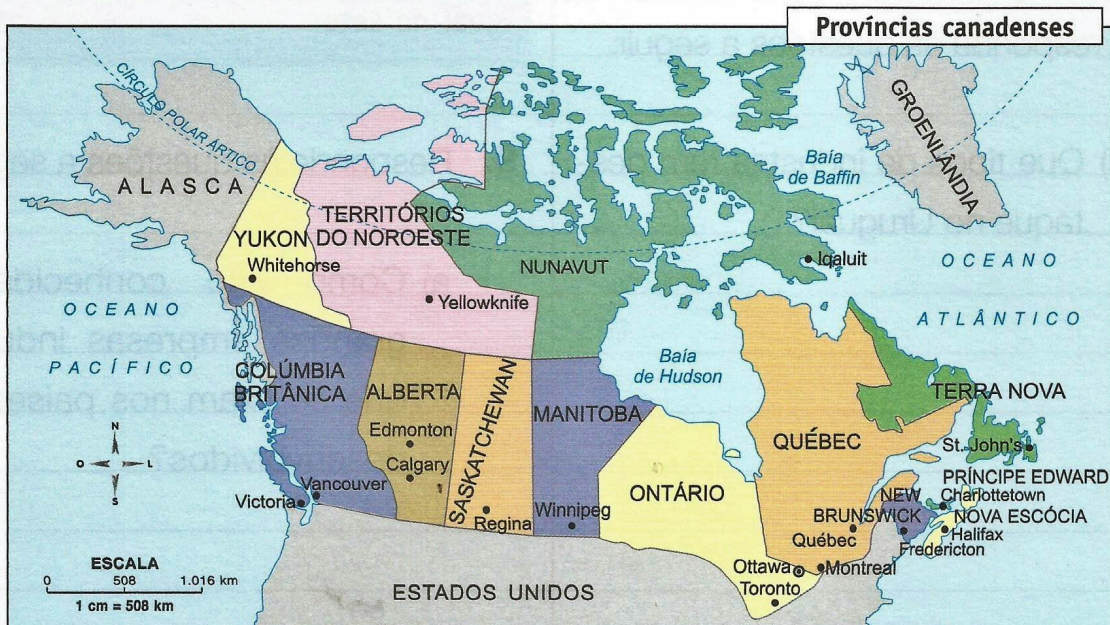 Províncias canadenses
CÍRCULO POLAR ÁRTICO
GROENLÂNDIA
Baía
de Baffin
ALASCA
TERRITÓRIOS
DO NOROESTE
YUKON
Whitehorse
NUNAVUT
Iqaluit
OCEANO
ATLÂNTICO
Yellowknife
OCEANO
PACÍFICO
Baía
de Hudson
COLÚMBIA
BRITÂNICA
ALBERTA
SASKATCHEWAN
MANITOBA
TERRA NOVA
Edmonton
Calgary
QUÉBEC
St. John's
N
O
L
S
Vancouver
Victoria
Regina
Winnipeg
ONTÁRIO
PRÍNCIPE EDWARD
Charlottetown
NEW
BRUNSWICK
NOVA ESCÓCIA
Halifax
Fredericton
Québec
Ottawa
Montreal
Toronto
ESTADOS UNIDOS
ESCALA
0 508 1.016 km
1 cm = 508 km